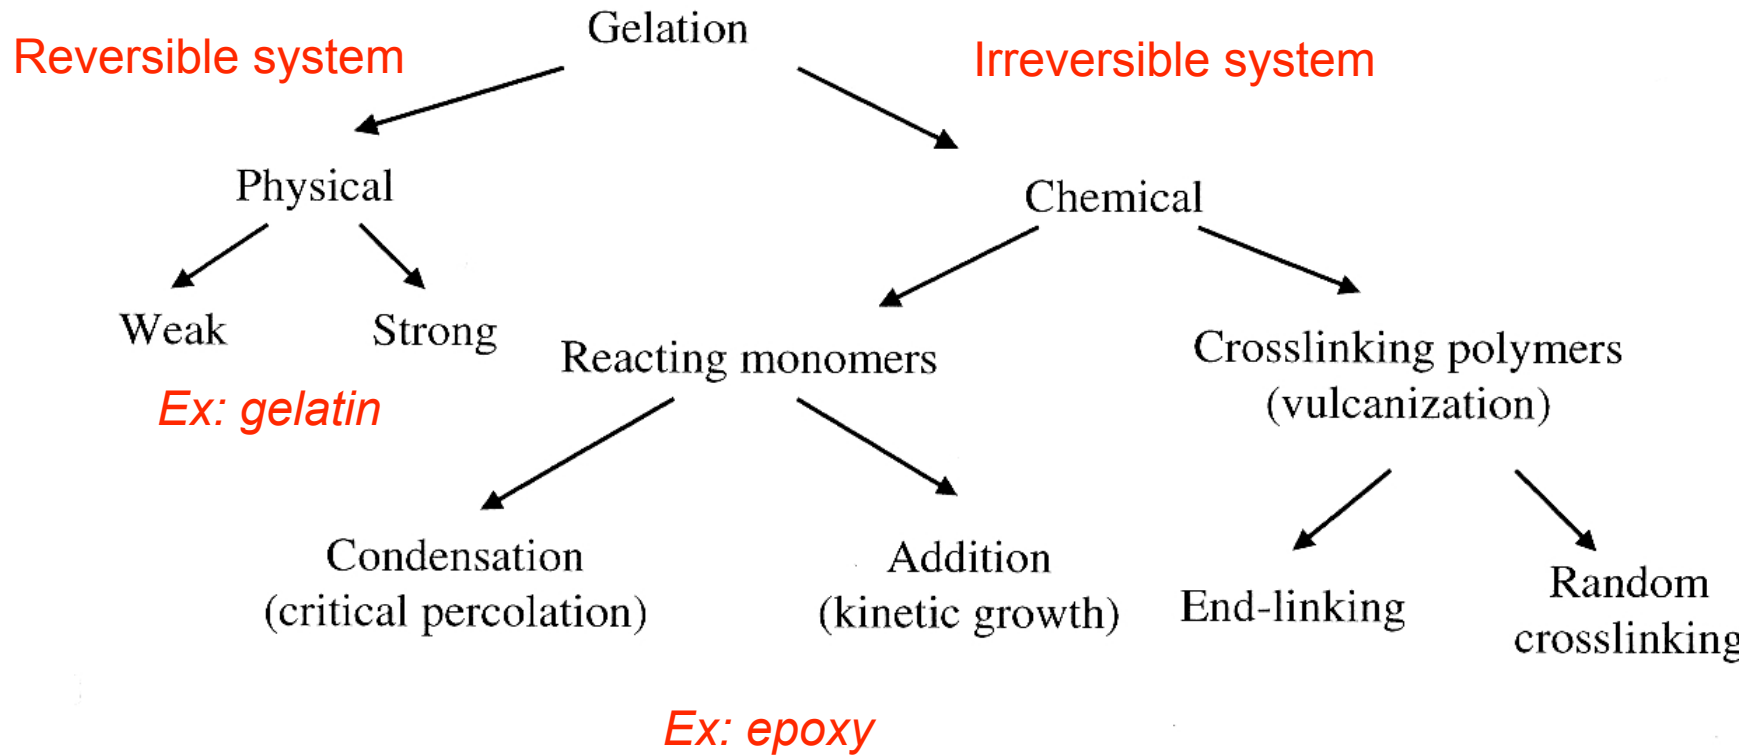 Gelation
Reversible system
Irreversible system
Physical
Chemical
Weak
Strong
Reacting monomers
Crosslinking polymers
(vulcanization)
Ex: gelatin
Condensation
(critical percolation)
Addition
(kinetic growth)
End-linking
Random
crosslinking
Ex: epoxy